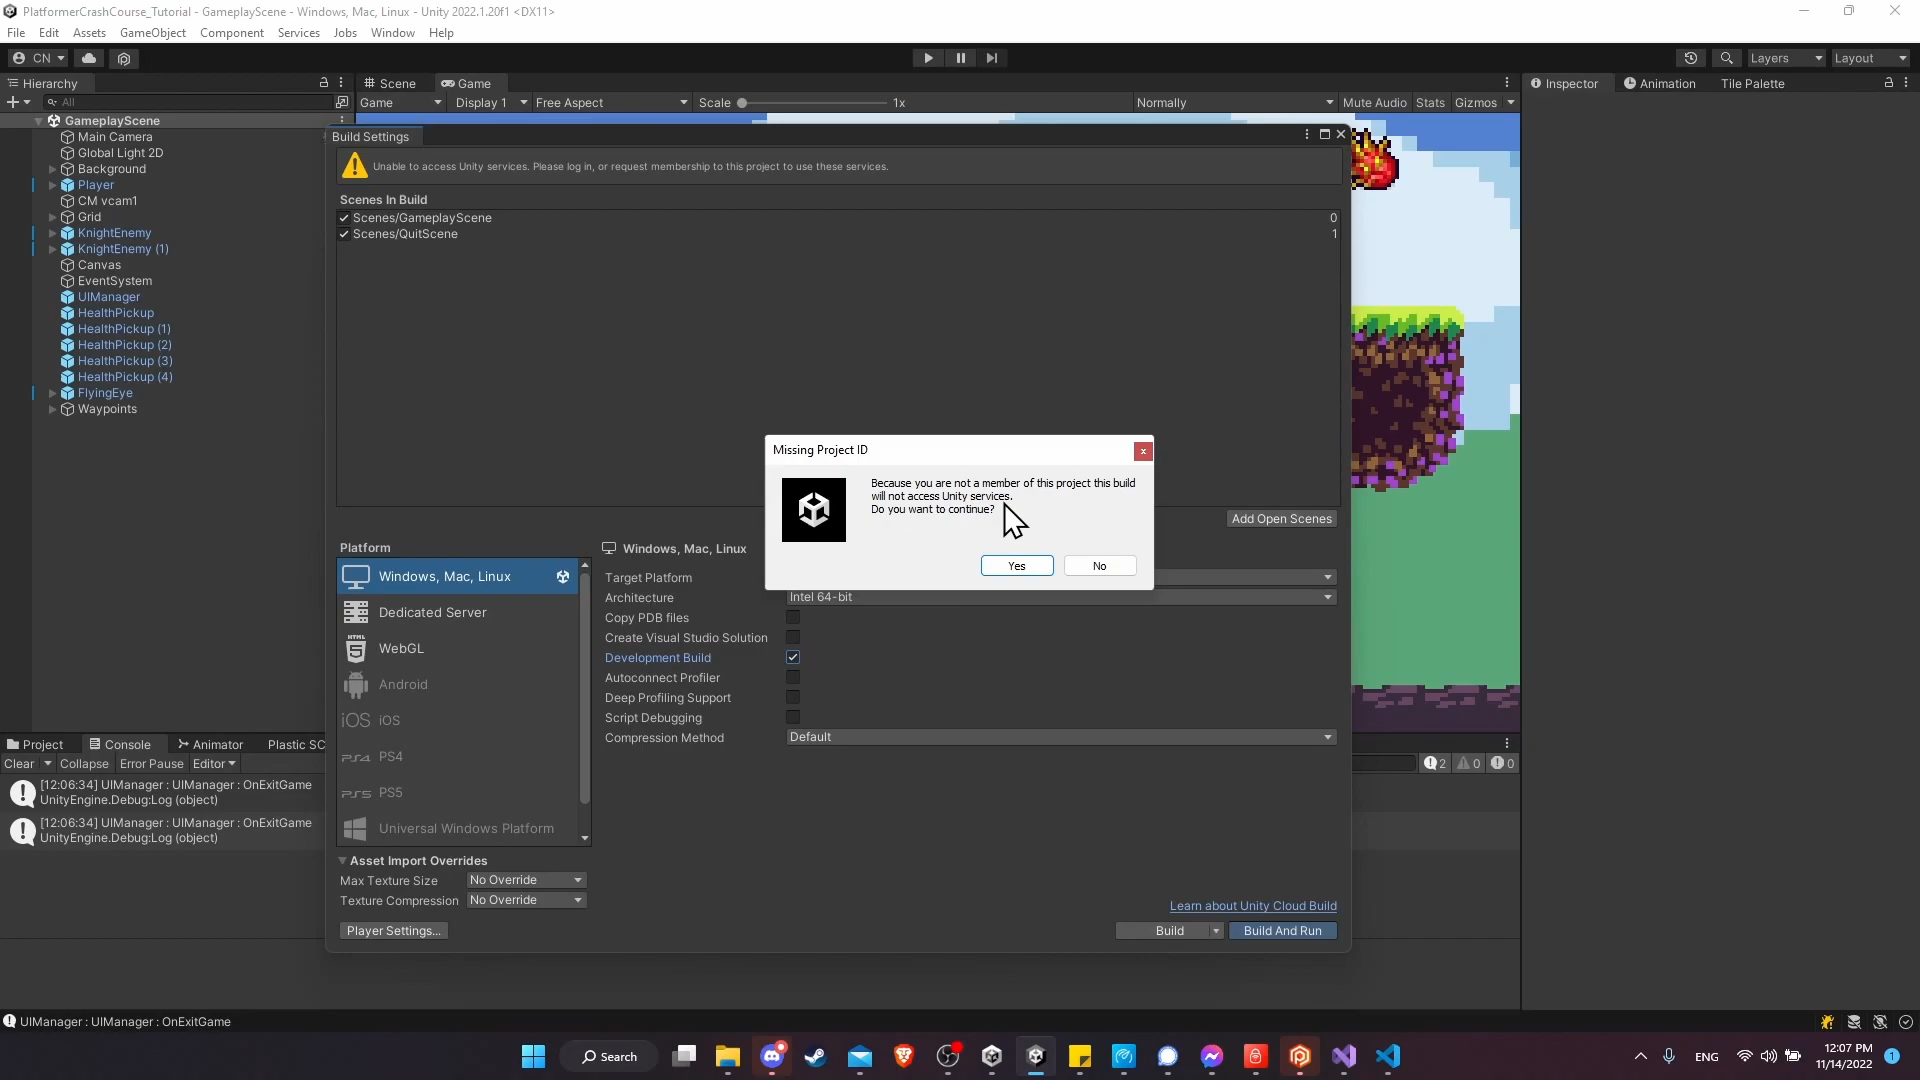 PlatformerCrashCourse_Tutorial - GameplayScene - Windows, Mac, Linux - Unity 2022.1.20f1 <DX11>
File Edit Assets GameObject Component Services Jobs Window Help
CN Layers Layout
Hierarchy Scene Game Inspector Animation Tile Palette
All Game Display 1 Free Aspect Scale 1x Normally Mute Audio Stats Gizmos
GameplayScene
Main Camera
Global Light 2D
Background
Player
CM vcam1
Grid
KnightEnemy
KnightEnemy (1)
Canvas
EventSystem
UIManager
HealthPickup
HealthPickup (1)
HealthPickup (2)
HealthPickup (3)
HealthPickup (4)
FlyingEye
Waypoints
Build Settings
Unable to access Unity services. Please log in, or request membership to this project to use these services.
Scenes In Build
Scenes/GameplayScene 0
Scenes/QuitScene 1
Missing Project ID
Because you are not a member of this project this build
will not access Unity services.
Do you want to continue?
Yes No
Add Open Scenes
Platform
Windows, Mac, Linux
Dedicated Server
HTML
WebGL
Android
iOS iOS
PS4 PS4
PS5 PS5
Universal Windows Platform
Windows, Mac, Linux
Target Platform
Architecture Intel 64-bit
Copy PDB files
Create Visual Studio Solution
Development Build
Autoconnect Profiler
Deep Profiling Support
Script Debugging
Compression Method Default
Asset Import Overrides
Max Texture Size No Override
Texture Compression No Override
Learn about Unity Cloud Build
Player Settings... Build Build And Run
Project Console Animator Plastic SC
Clear Collapse Error Pause Editor 2 0 0
[12:06:34] UIManager : UIManager : OnExitGame
UnityEngine.Debug:Log (object)
[12:06:34] UIManager : UIManager : OnExitGame
UnityEngine.Debug:Log (object)
UIManager : UIManager : OnExitGame
Search ENG 12:07 PM
11/14/2022 1